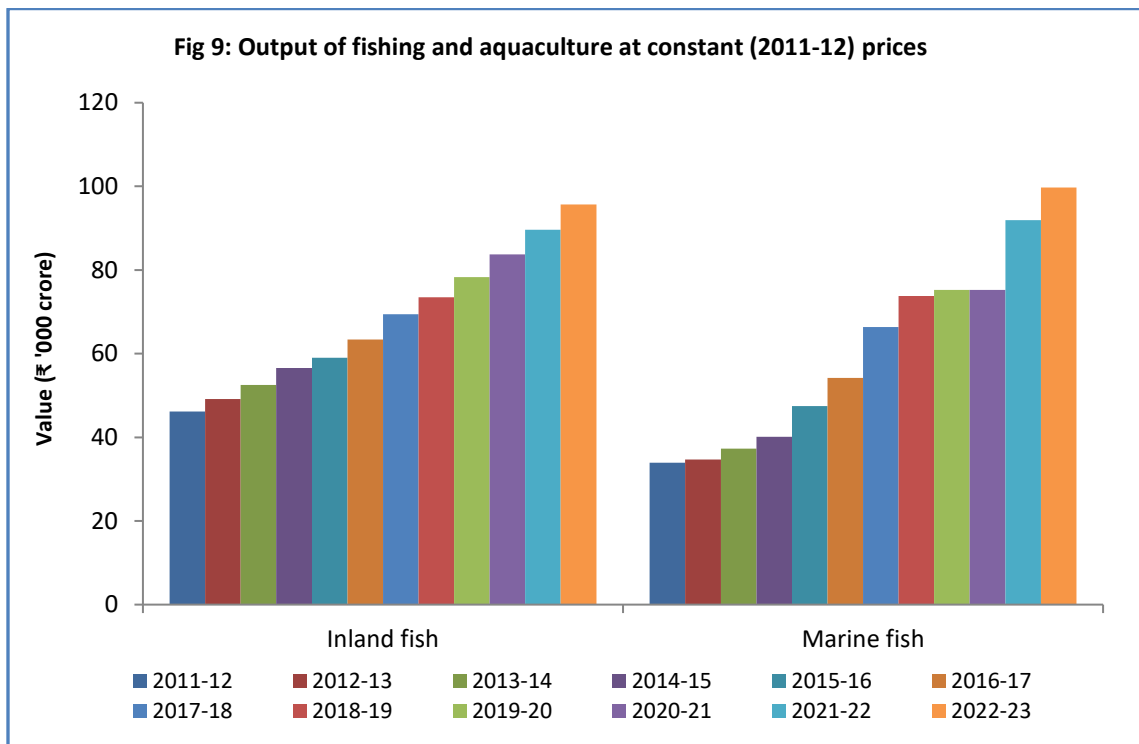 Fig 9: Output of fishing and aquaculture at constant (2011-12) prices
120
100
80
60
40
20
0
Value (₹ '000 crore)
Inland fish Marine fish
2011-12 2012-13 2013-14 2014-15 2015-16 2016-17
2017-18 2018-19 2019-20 2020-21 2021-22 2022-23